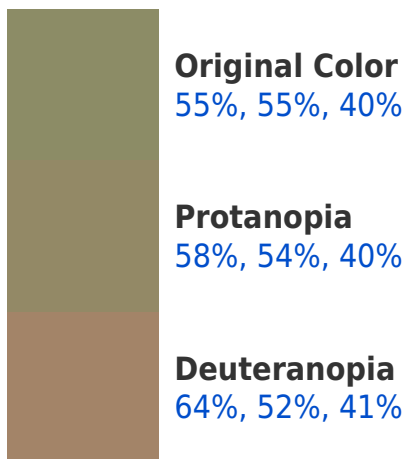 Original Color
55%, 55%, 40%
Protanopia
58%, 54%, 40%
Deuteranopia
64%, 52%, 41%